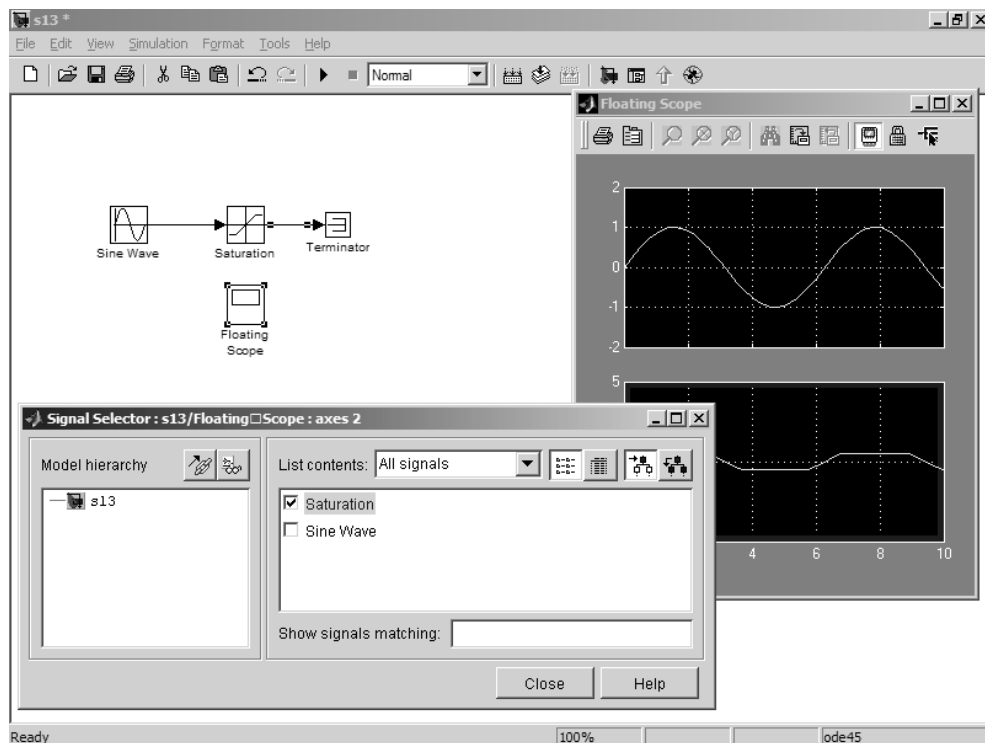 s13 *
File Edit View Simulation Format Tools Help
Normal
Sine Wave
Saturation
Terminator
Floating
Scope
Floating Scope
2
1
0
-1
-2
5
4 6 8 10
Signal Selector : s13/Floating□Scope : axes 2
Model hierarchy
s13
List contents: All signals
Saturation
Sine Wave
Show signals matching:
Close Help
Ready 100% ode45